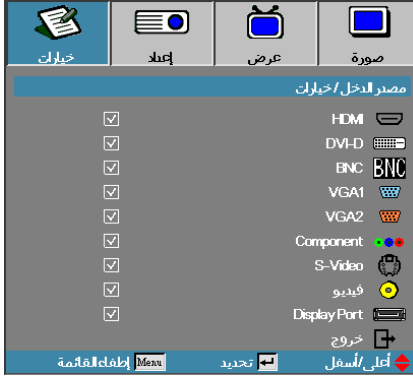 صورة عرض إعداد خيارات
مصدر الدخل/خيارات
HDMI
DVI-D
BNC BNC
VGA1
VGA2
Component
S-Video
فيديو
Display Port
خروج
أعلى/أسفل تحديد Menu إطفاء القائمة